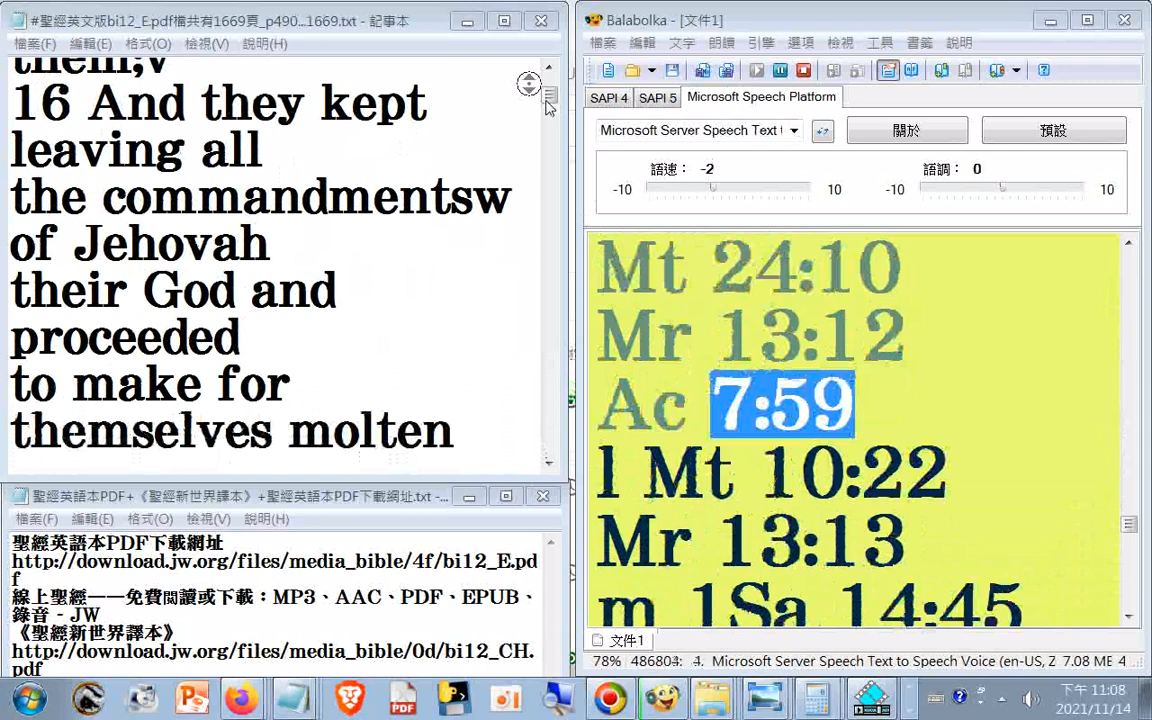 #聖經英文版bi12_E.pdf檔共有1669頁_p490...1669.txt - 記事本
檔案(F) 編輯(E) 格式(O) 檢視(V) 說明(H)
them;v
16 And they kept
leaving all
the commandmentsw
of Jehovah
their God and
proceeded
to make for
themselves molten
聖經英語本PDF+《聖經新世界譯本》+聖經英語本PDF下載網址.txt - ...
檔案(F) 編輯(E) 格式(O) 檢視(V) 說明(H)
聖經英語本PDF下載網址
http://download.jw.org/files/media_bible/4f/bi12_E.pd
f
線上聖經——免費閱讀或下載：MP3、AAC、PDF、EPUB、
錄音 - JW
《聖經新世界譯本》
http://download.jw.org/files/media_bible/0d/bi12_CH.
pdf
Balabolka - [文件1]
檔案 編輯 文字 朗讀 引擎 選項 檢視 工具 書籤 說明
SAPI 4 SAPI 5 Microsoft Speech Platform
Microsoft Server Speech Text t 關於 預設
語速： -2 語調： 0
-10 10 -10 10
Mt 24:10
Mr 13:12
Ac 7:59
l Mt 10:22
Mr 13:13
m 1Sa 14:45
文件1
78% 486804: 4. Microsoft Server Speech Text to Speech Voice (en-US, Z 7.08 ME 4
下午 11:08
2021/11/14